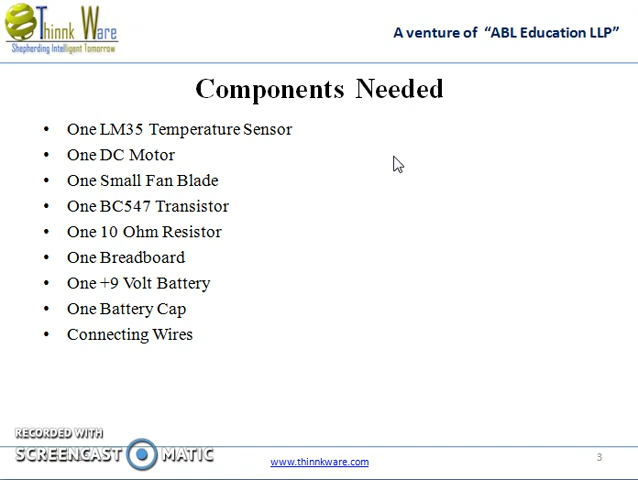 Thinnk Ware
Shepherding Intelligent Tomorrow
A venture of “ABL Education LLP”
Components Needed
• One LM35 Temperature Sensor
• One DC Motor
• One Small Fan Blade
• One BC547 Transistor
• One 10 Ohm Resistor
• One Breadboard
• One +9 Volt Battery
• One Battery Cap
• Connecting Wires
RECORDED WITH
SCREENCAST MATIC
www.thinnkware.com
3